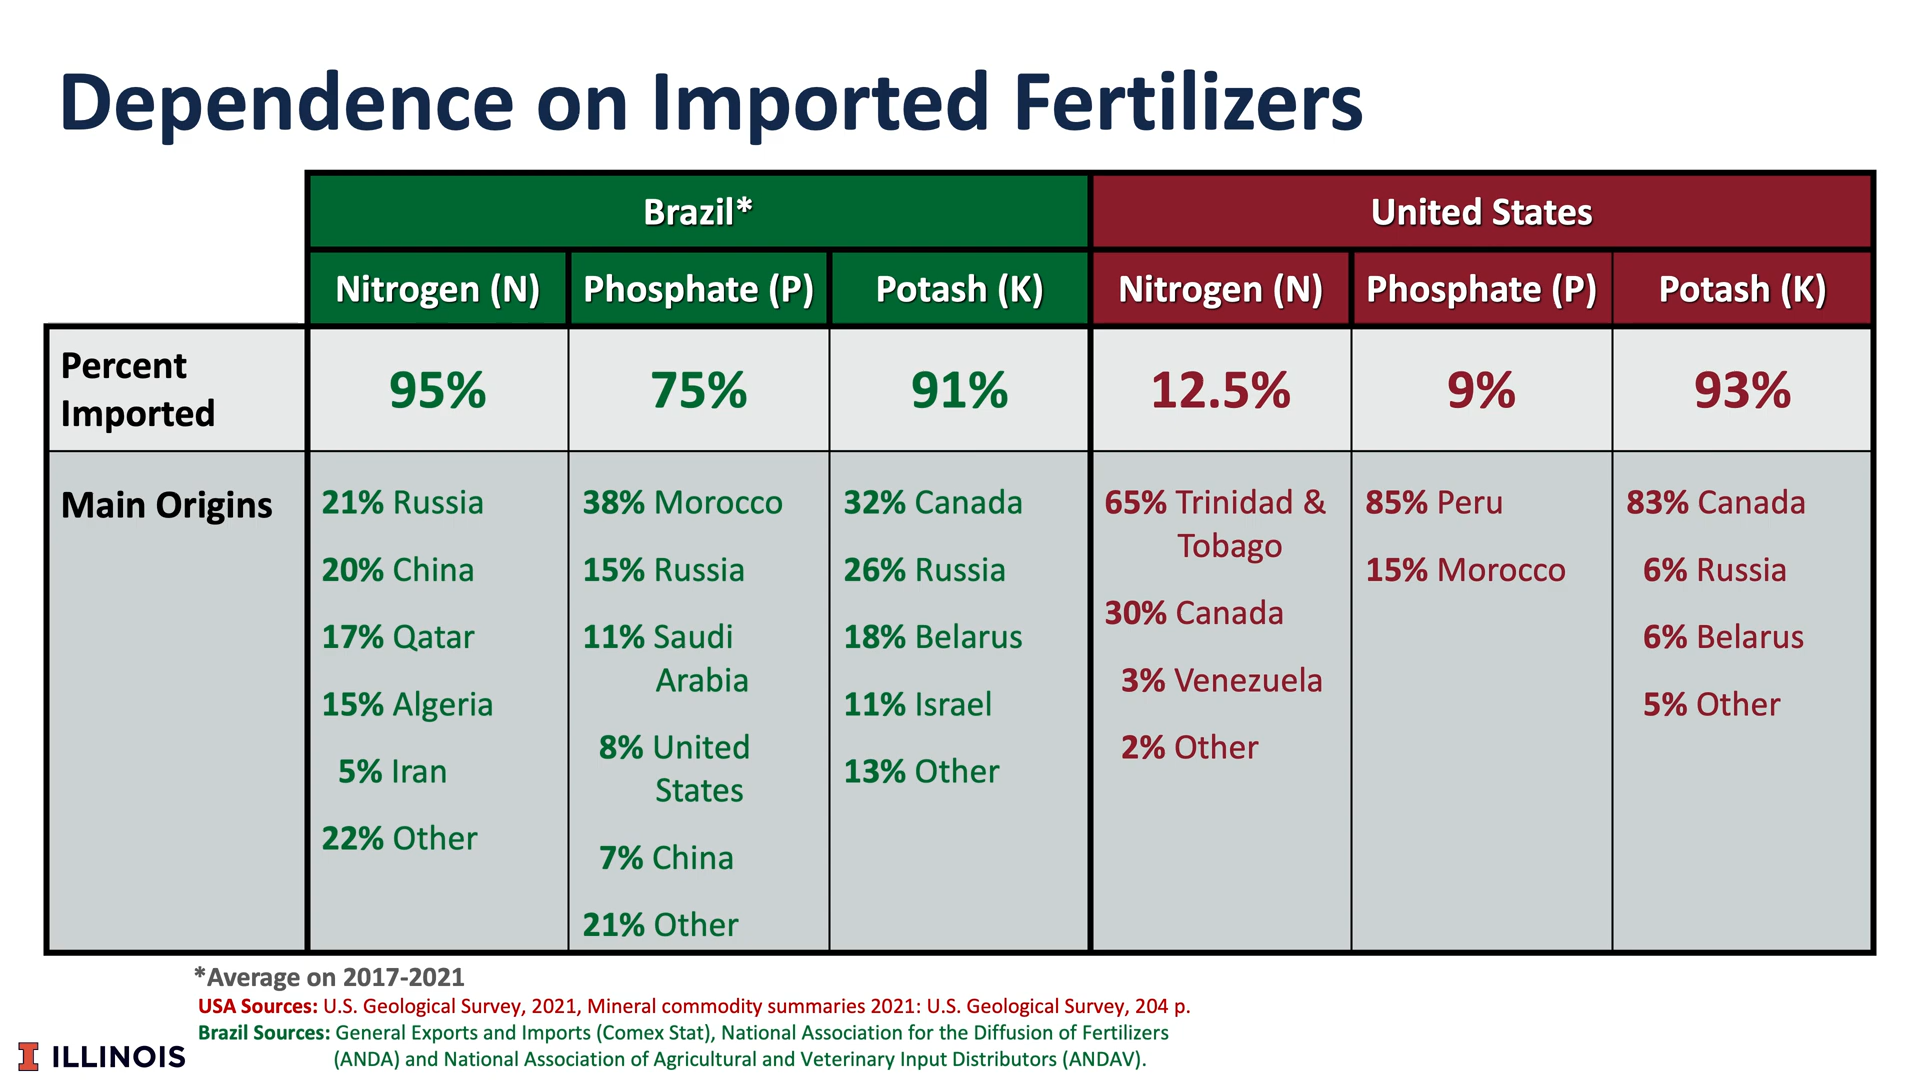 Dependence on Imported Fertilizers
Brazil* United States
Nitrogen (N) Phosphate (P) Potash (K) Nitrogen (N) Phosphate (P) Potash (K)
Percent
Imported
95% 75% 91% 12.5% 9% 93%
Main Origins
21% Russia
20% China
17% Qatar
15% Algeria
5% Iran
22% Other
38% Morocco
15% Russia
11% Saudi
Arabia
8% United
States
7% China
21% Other
32% Canada
26% Russia
18% Belarus
11% Israel
13% Other
65% Trinidad &
Tobago
30% Canada
3% Venezuela
2% Other
85% Peru
15% Morocco
83% Canada
6% Russia
6% Belarus
5% Other
*Average on 2017-2021
USA Sources: U.S. Geological Survey, 2021, Mineral commodity summaries 2021: U.S. Geological Survey, 204 p.
Brazil Sources: General Exports and Imports (Comex Stat), National Association for the Diffusion of Fertilizers
(ANDA) and National Association of Agricultural and Veterinary Input Distributors (ANDAV).
I ILLINOIS